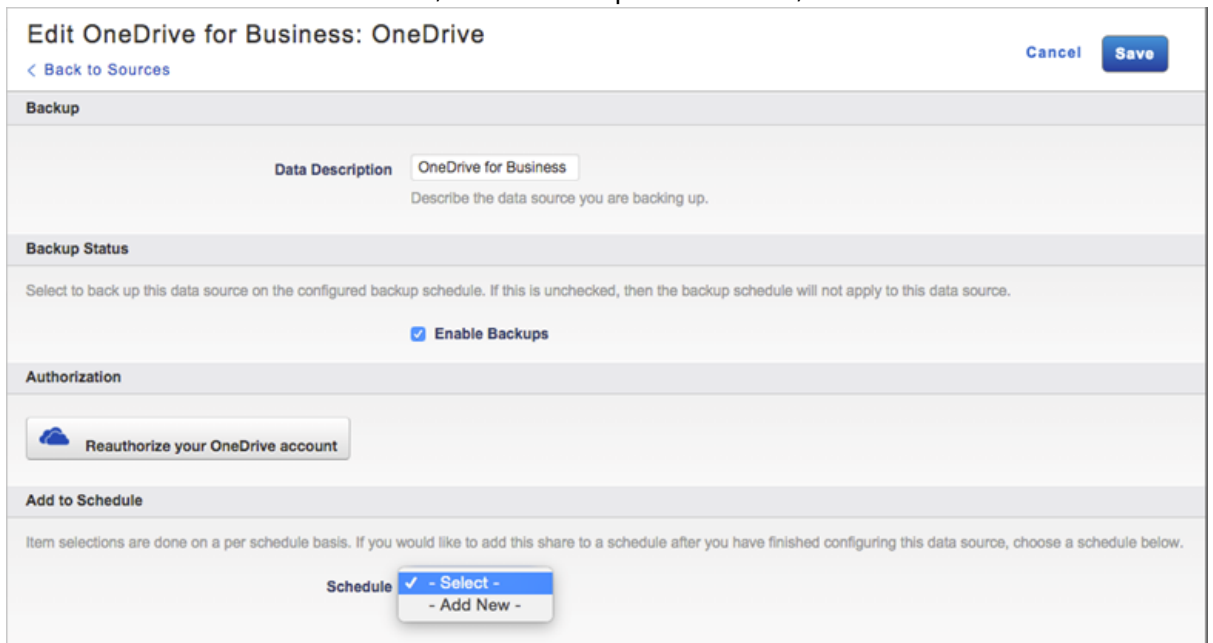 Edit OneDrive for Business: OneDrive
< Back to Sources
Cancel
Save
Backup
Data Description
OneDrive for Business
Describe the data source you are backing up.
Backup Status
Select to back up this data source on the configured backup schedule. If this is unchecked, then the backup schedule will not apply to this data source.
Enable Backups
Authorization
Reauthorize your OneDrive account
Add to Schedule
Item selections are done on a per schedule basis. If you would like to add this share to a schedule after you have finished configuring this data source, choose a schedule below.
Schedule
- Select -
- Add New -